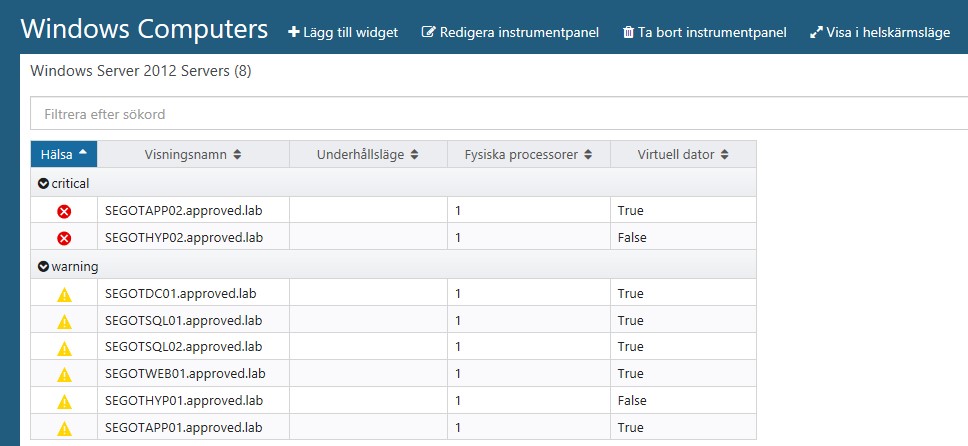 Windows Computers Lägg till widget Redigera instrumentpanel Ta bort instrumentpanel Visa i helskärmsläge
Windows Server 2012 Servers (8)
Filtrera efter sökord
Hälsa Visningsnamn Underhållsläge Fysiska processorer Virtuell dator
critical
SEGOTAPP02.approved.lab 1 True
SEGOTHYP02.approved.lab 1 False
warning
SEGOTDC01.approved.lab 1 True
SEGOTSQL01.approved.lab 1 True
SEGOTSQL02.approved.lab 1 True
SEGOTWEB01.approved.lab 1 True
SEGOTHYP01.approved.lab 1 False
SEGOTAPP01.approved.lab 1 True